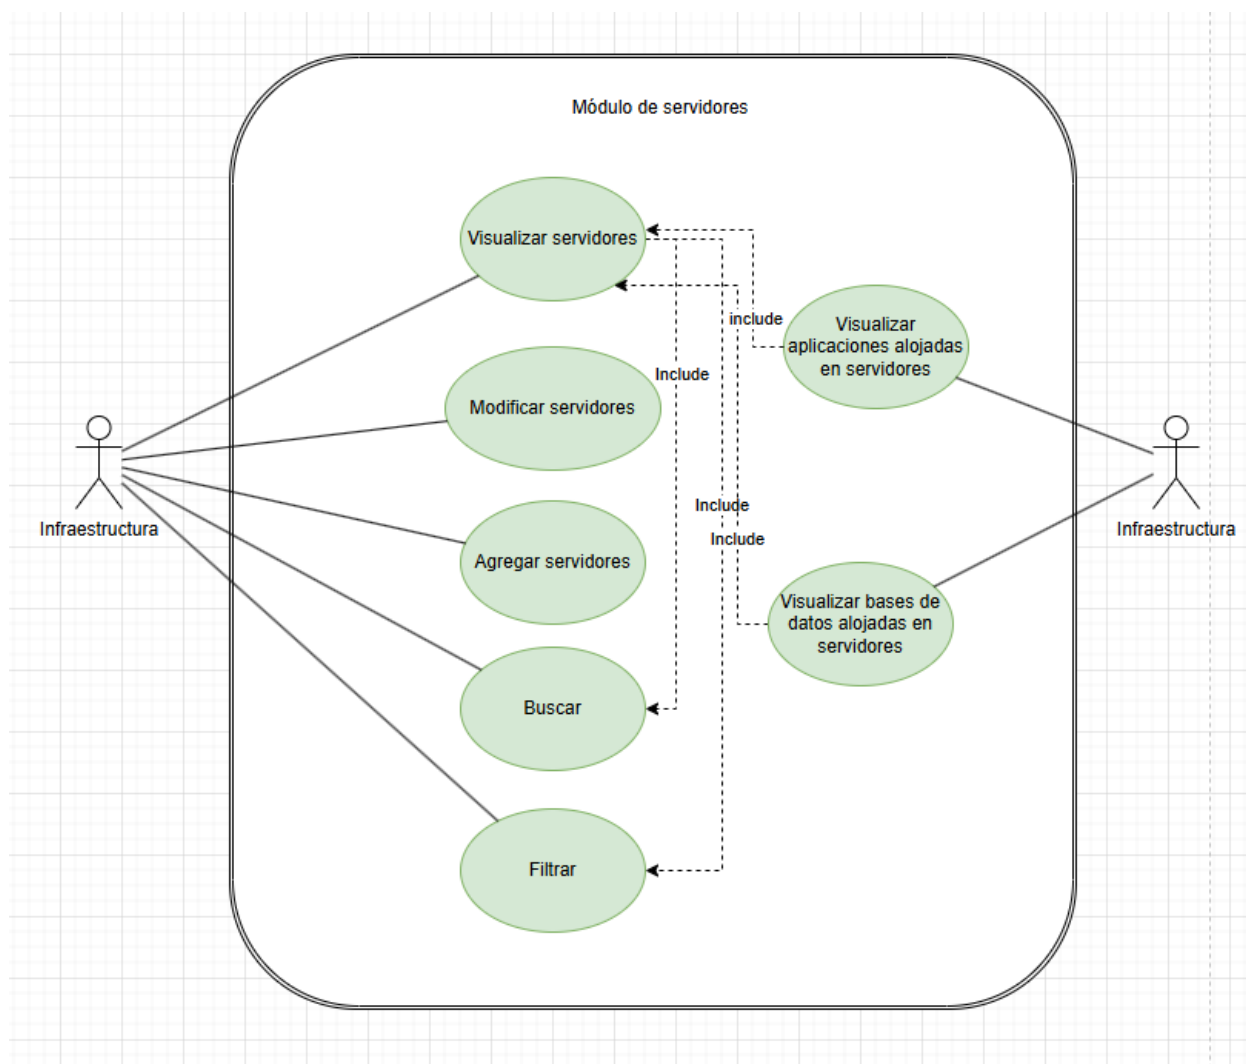 Módulo de servidores
Visualizar servidores
include
Visualizar
aplicaciones alojadas
en servidores
Include
Modificar servidores
Infraestructura
Infraestructura
Include
Include
Agregar servidores
Visualizar bases de
datos alojadas en
servidores
Buscar
Filtrar